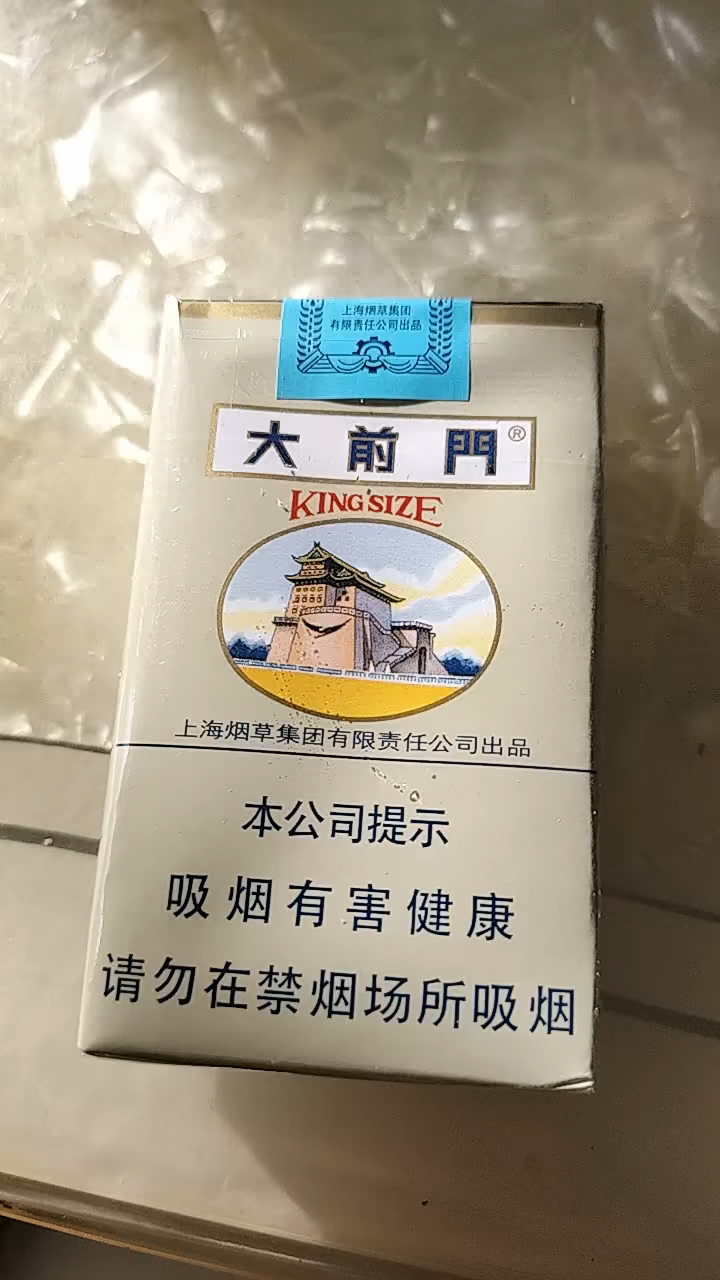 上海烟草集团
有限责任公司出品
大前門®
KING SIZE
上海烟草集团有限责任公司出品
本公司提示
吸烟有害健康
请勿在禁烟场所吸烟